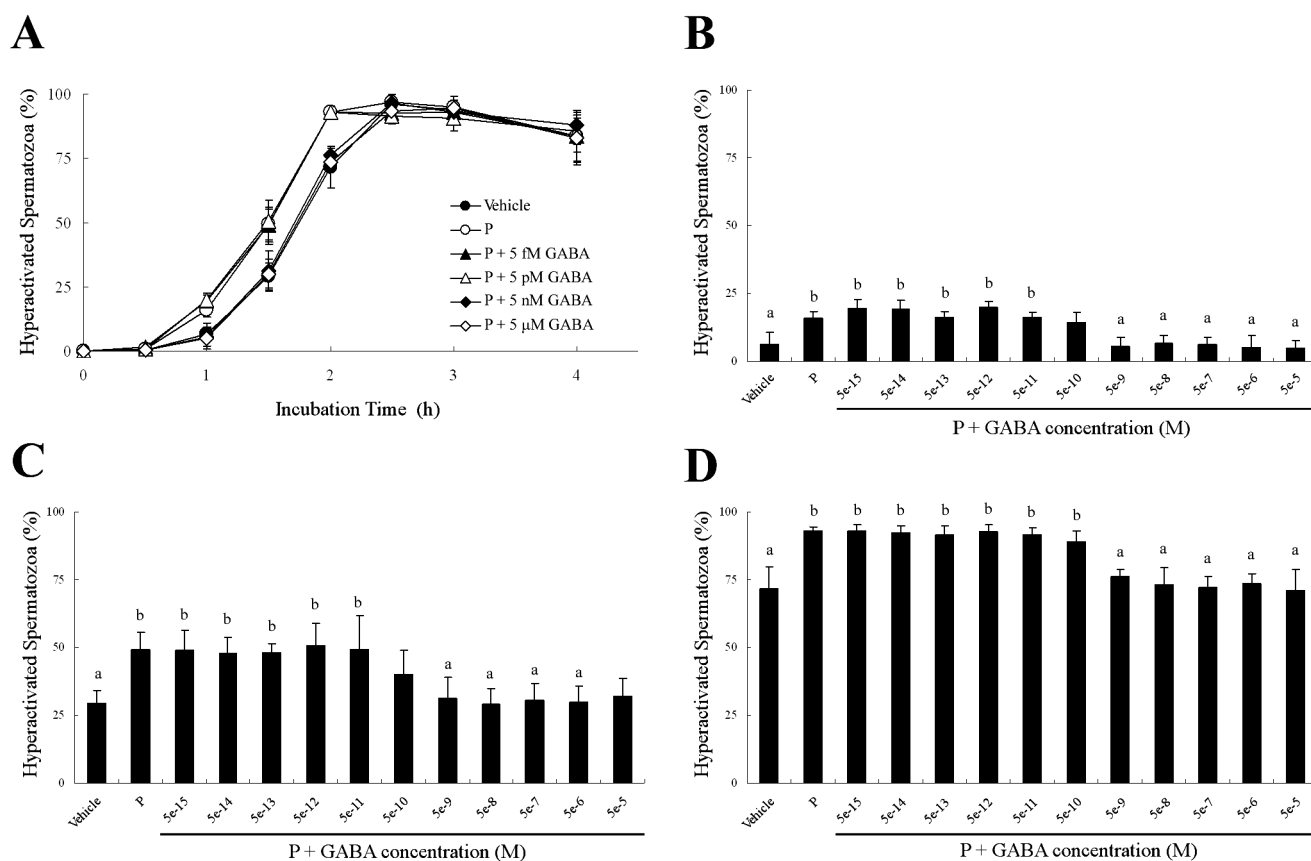 A
Hyperactivated Spermatozoa (%)
100
75
50
25
0
0 1 2 3 4
Incubation Time (h)
Vehicle
P
P + 5 fM GABA
P + 5 pM GABA
P + 5 nM GABA
P + 5 μM GABA
B
Hyperactivated Spermatozoa (%)
100
75
50
25
0
a b b b b b b a a a a a
Vehicle P 5e-15 5e-14 5e-13 5e-12 5e-11 5e-10 5e-9 5e-8 5e-7 5e-6 5e-5
P + GABA concentration (M)
C
Hyperactivated Spermatozoa (%)
100
75
50
25
0
a b b b b b b a a a a
Vehicle P 5e-15 5e-14 5e-13 5e-12 5e-11 5e-10 5e-9 5e-8 5e-7 5e-6 5e-5
P + GABA concentration (M)
D
Hyperactivated Spermatozoa (%)
100
75
50
25
0
a b b b b b b b a a a a a
Vehicle P 5e-15 5e-14 5e-13 5e-12 5e-11 5e-10 5e-9 5e-8 5e-7 5e-6 5e-5
P + GABA concentration (M)